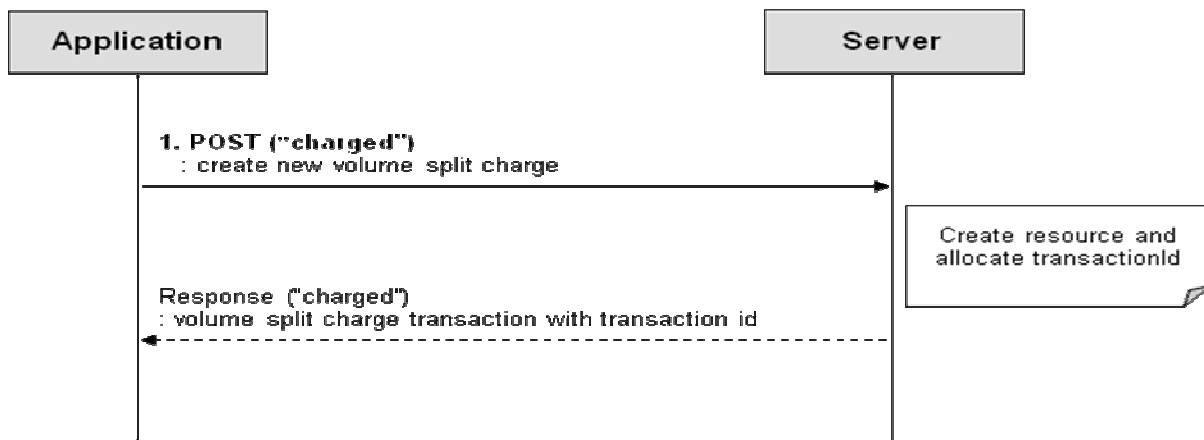 Application
Server
1. POST ("charged")
: create new volume split charge
Create resource and
allocate transactionId
Response ("charged")
: volume split charge transaction with transaction id